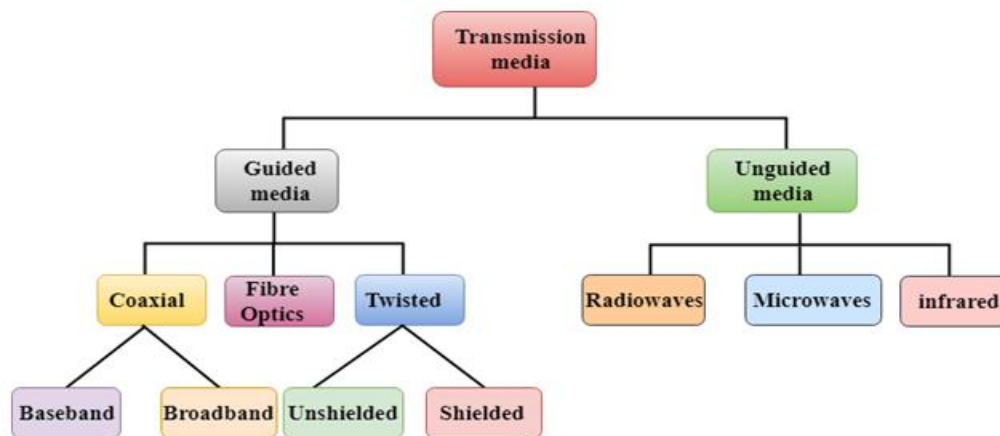 Transmission
media
Guided
media
Unguided
media
Coaxial
Fibre
Optics
Twisted
Radiowaves
Microwaves
infrared
Baseband
Broadband
Unshielded
Shielded